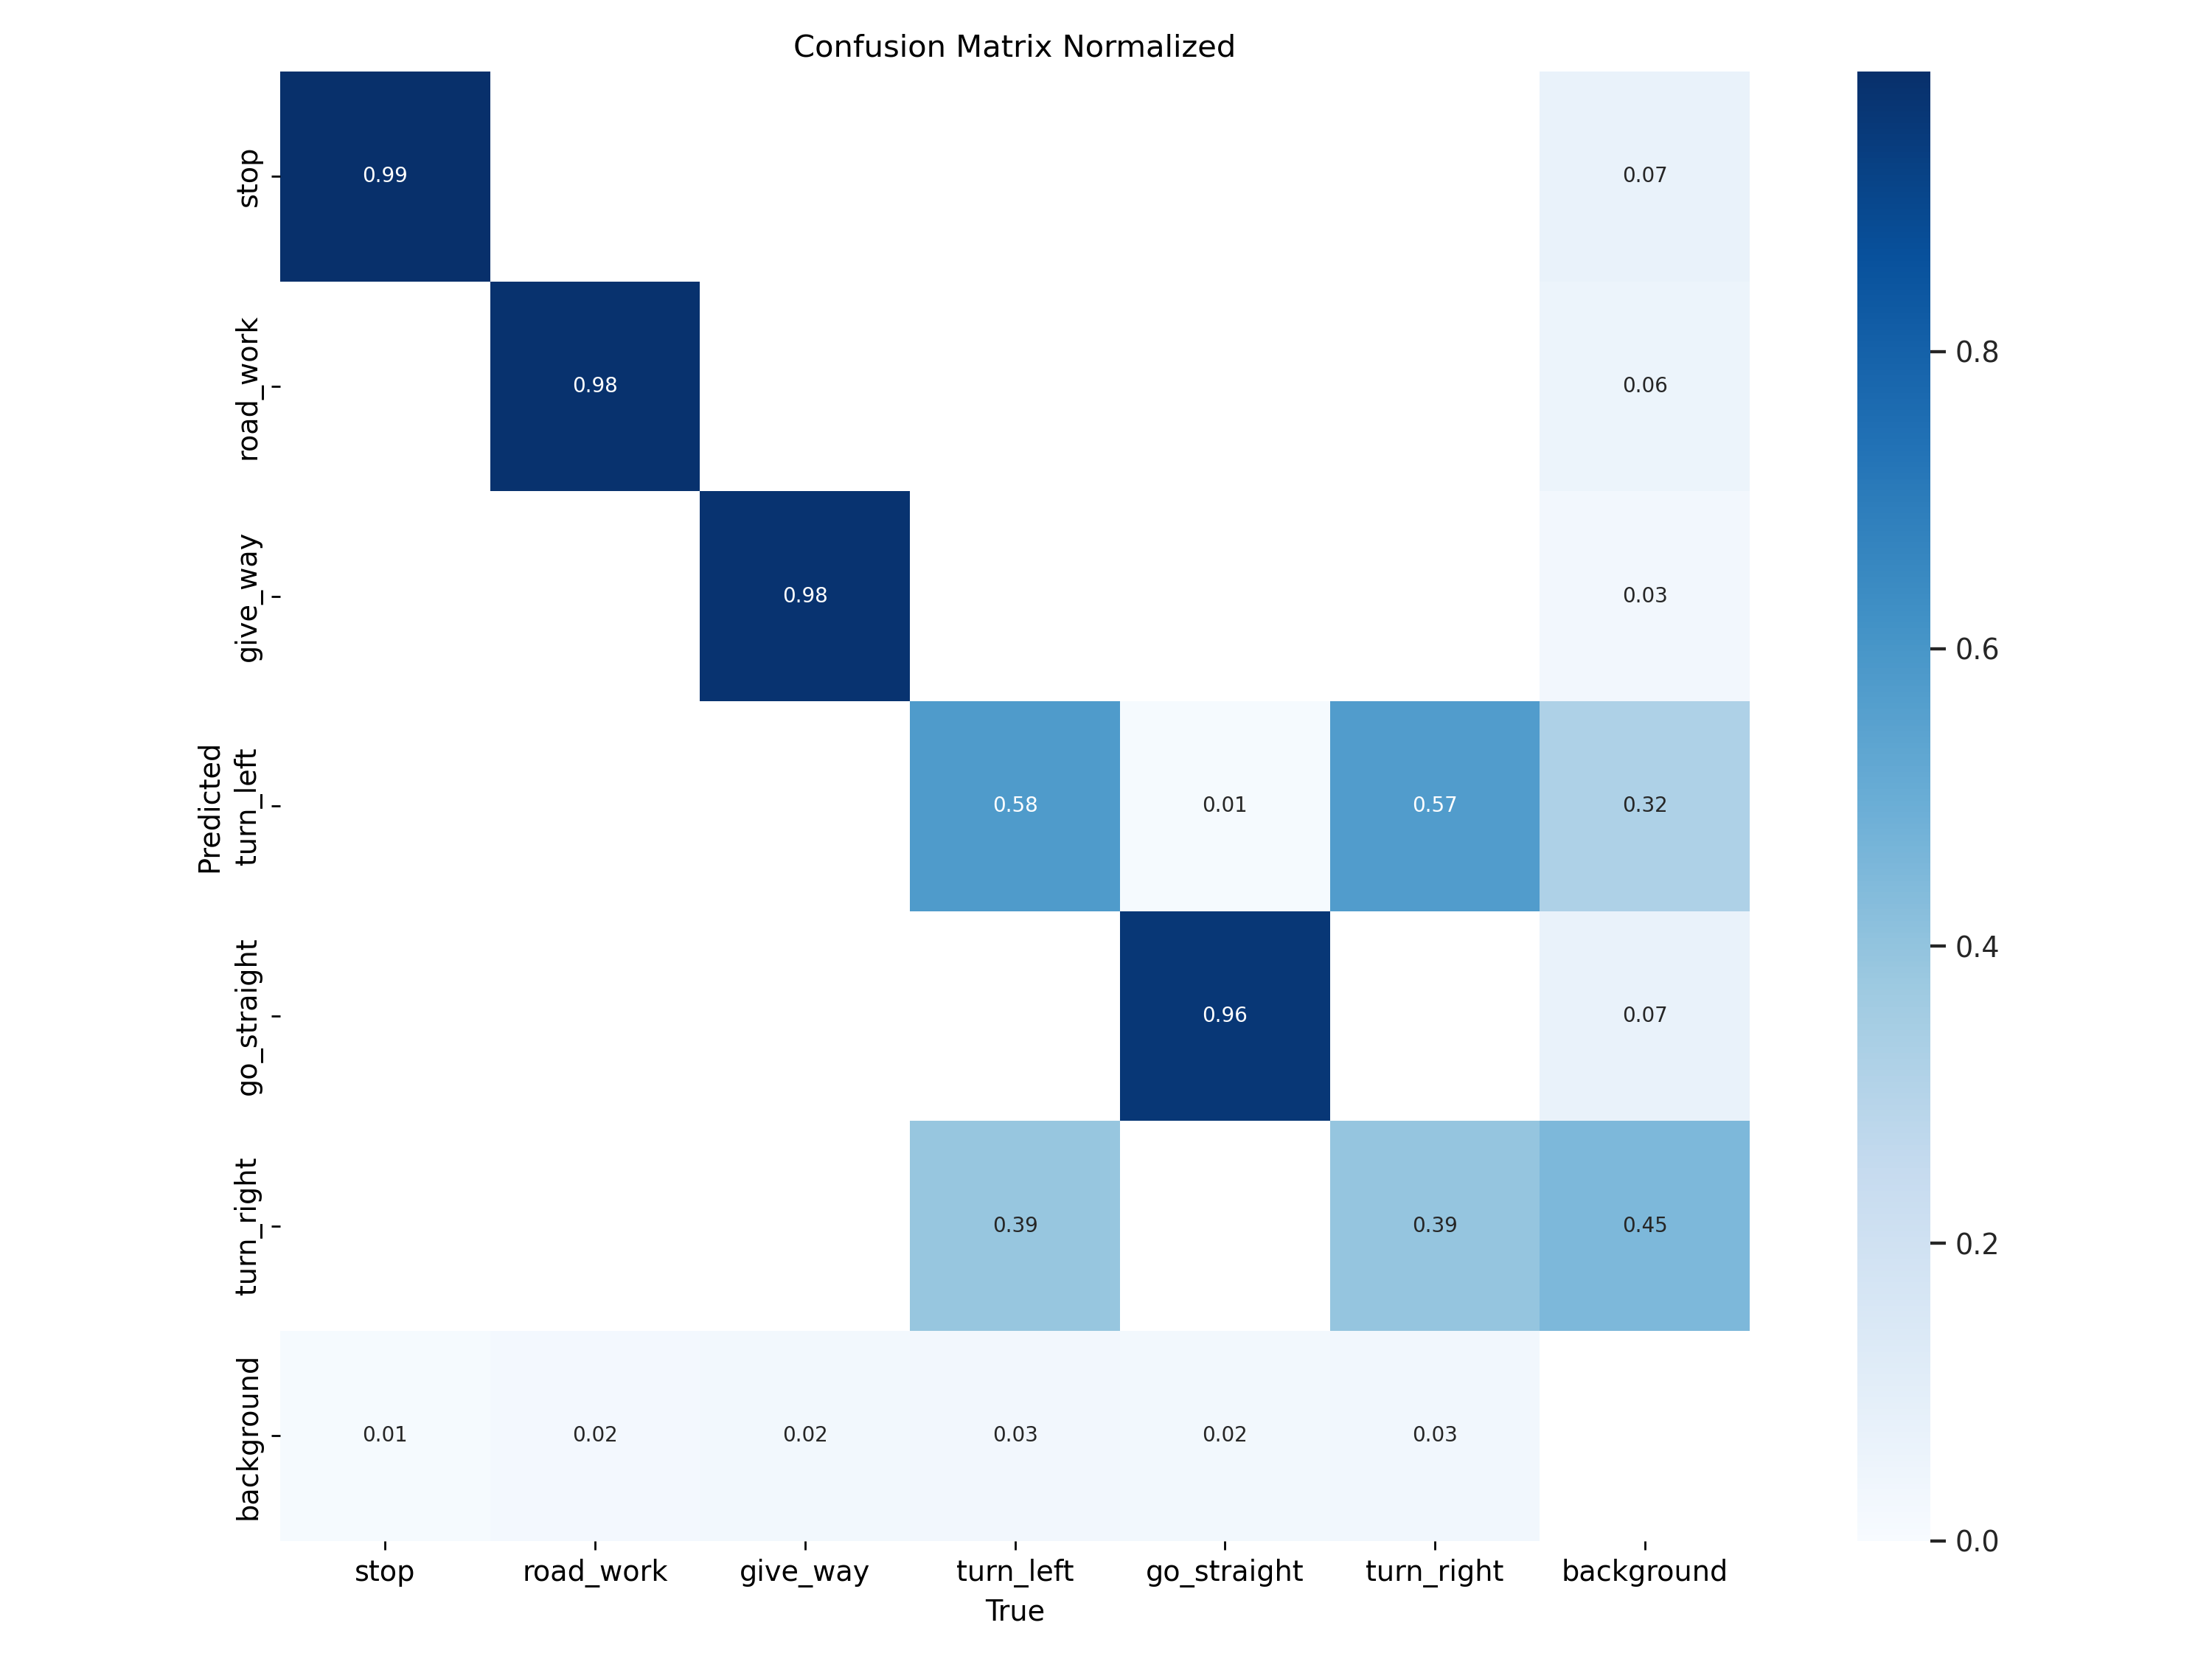 Confusion Matrix Normalized
stop 0.99 0.07
road_work 0.98 0.06
give_way 0.98 0.03
Predicted
turn_left 0.58 0.01 0.57 0.32
go_straight 0.96 0.07
turn_right 0.39 0.39 0.45
background 0.01 0.02 0.02 0.03 0.02 0.03
stop road_work give_way turn_left go_straight turn_right background
True
0.8
0.6
0.4
0.2
0.0